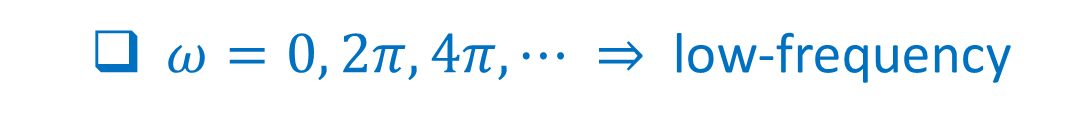 ❑ 𝜔 = 0, 2𝜋, 4𝜋, ⋯ ⇒ low-frequency